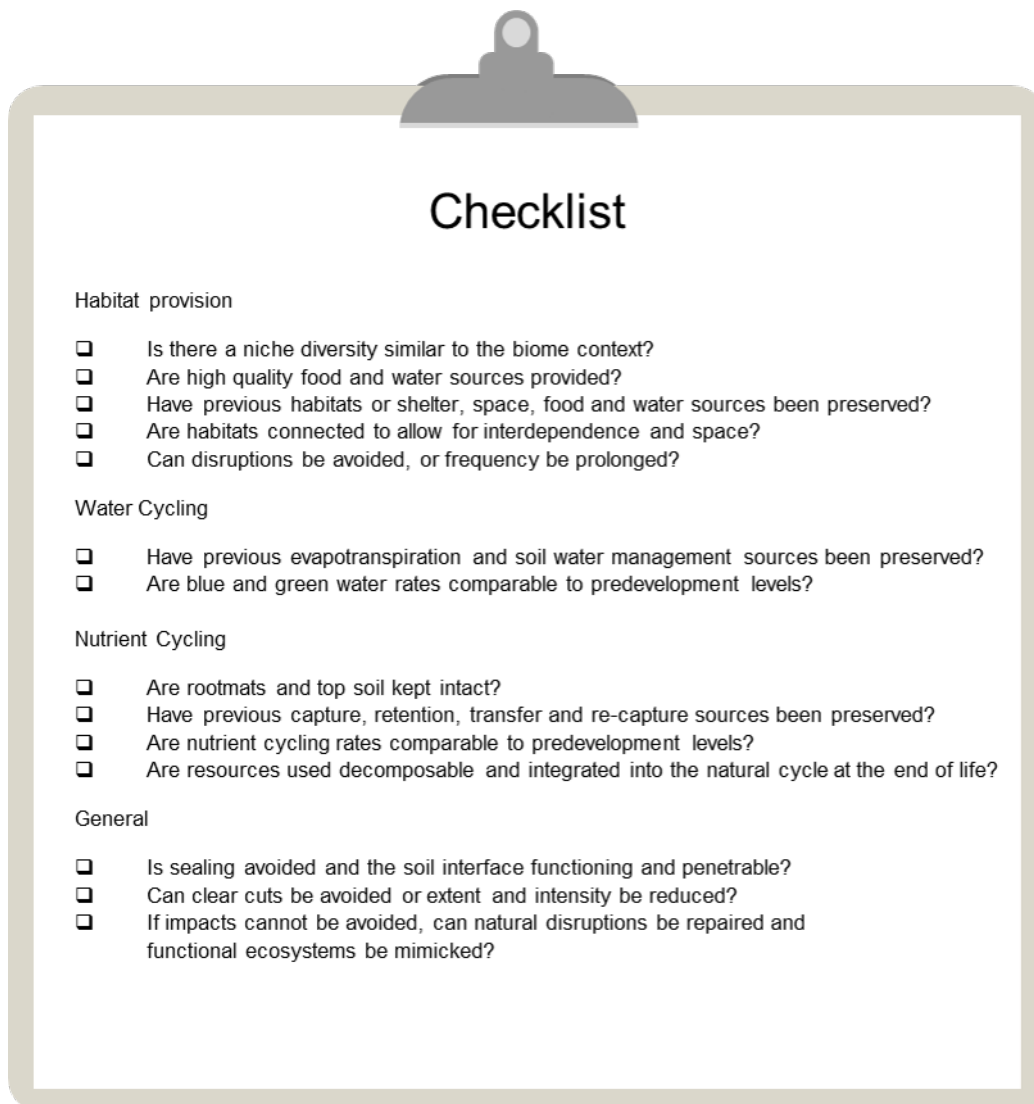 Checklist
Habitat provision
Is there a niche diversity similar to the biome context?
Are high quality food and water sources provided?
Have previous habitats or shelter, space, food and water sources been preserved?
Are habitats connected to allow for interdependence and space?
Can disruptions be avoided, or frequency be prolonged?
Water Cycling
Have previous evapotranspiration and soil water management sources been preserved?
Are blue and green water rates comparable to predevelopment levels?
Nutrient Cycling
Are rootmats and top soil kept intact?
Have previous capture, retention, transfer and re-capture sources been preserved?
Are nutrient cycling rates comparable to predevelopment levels?
Are resources used decomposable and integrated into the natural cycle at the end of life?
General
Is sealing avoided and the soil interface functioning and penetrable?
Can clear cuts be avoided or extent and intensity be reduced?
If impacts cannot be avoided, can natural disruptions be repaired and
functional ecosystems be mimicked?